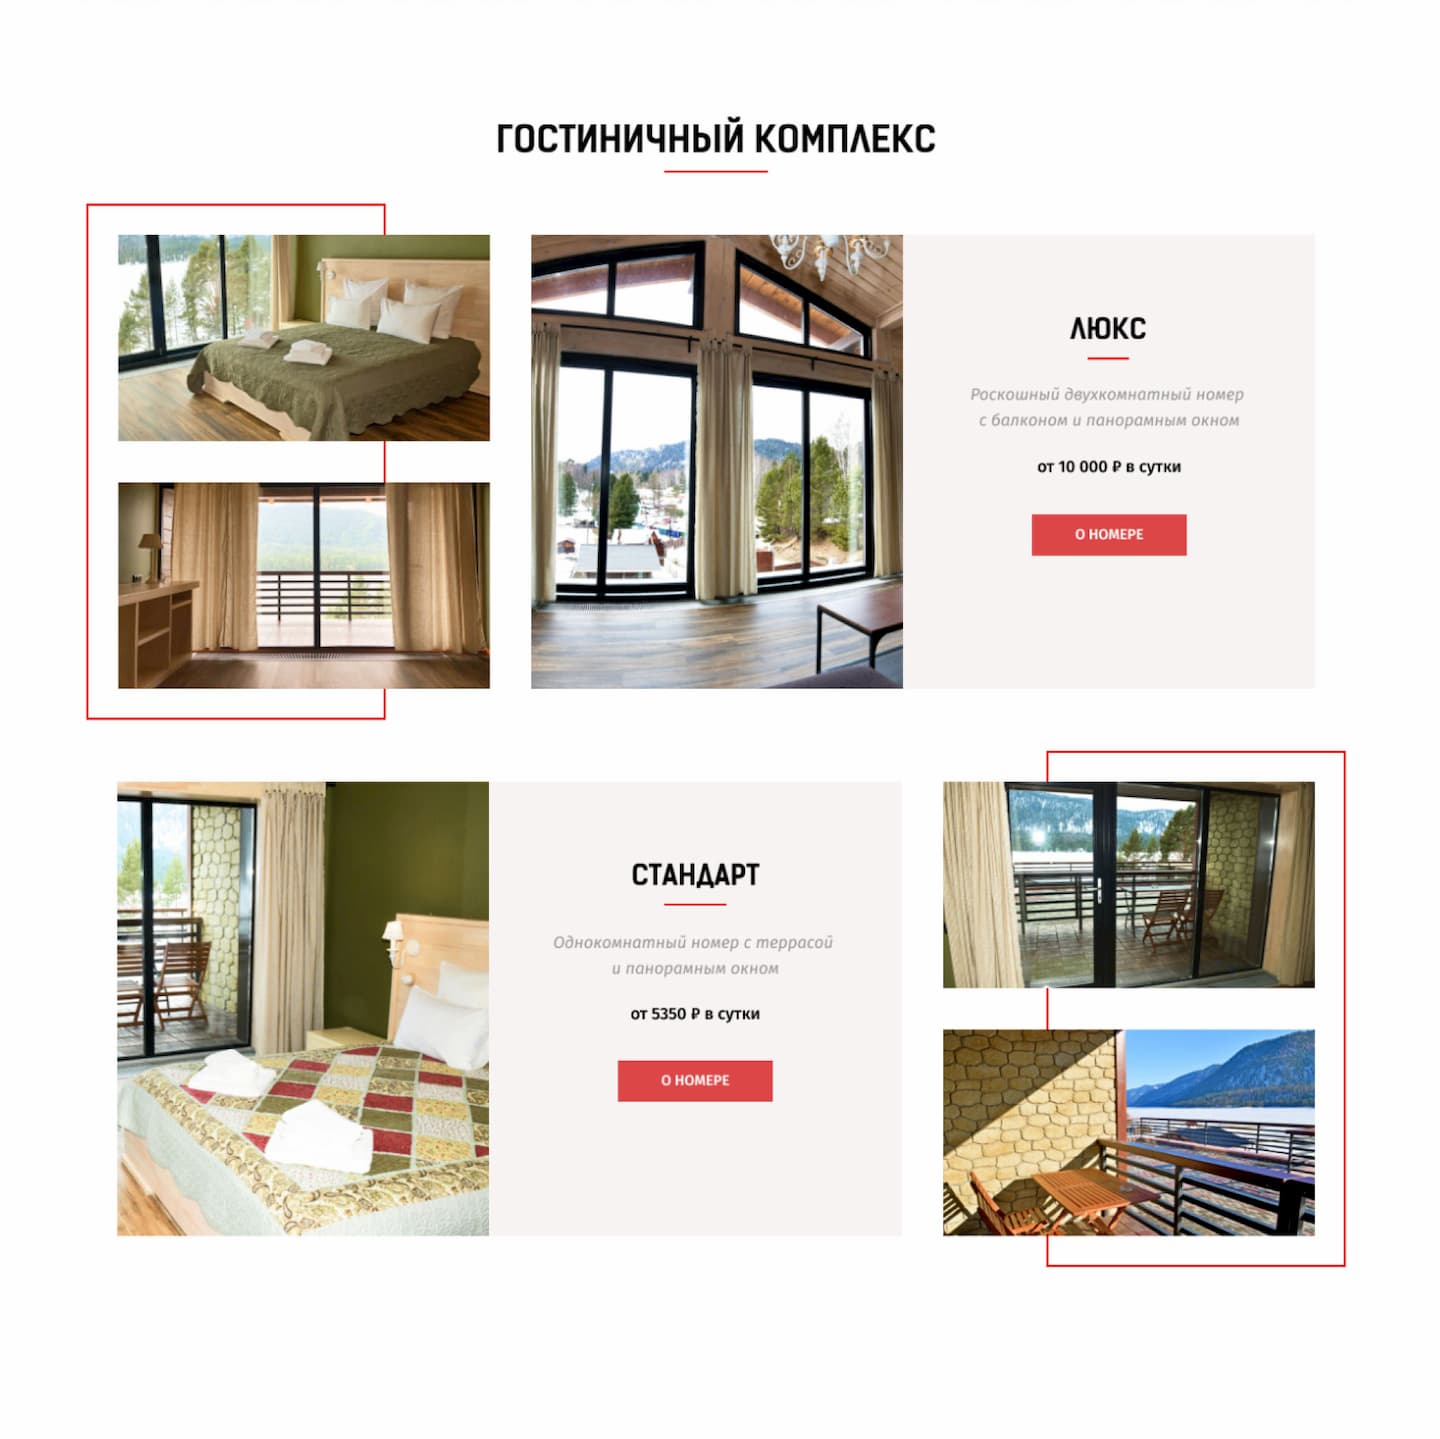 ГОСТИНИЧНЫЙ КОМПЛЕКС
ЛЮКС
Роскошный двухкомнатный номер
с балконом и панорамным окном
от 10 000 ₽ в сутки
О НОМЕРЕ
СТАНДАРТ
Однокомнатный номер с террасой
и панорамным окном
от 5350 ₽ в сутки
О НОМЕРЕ